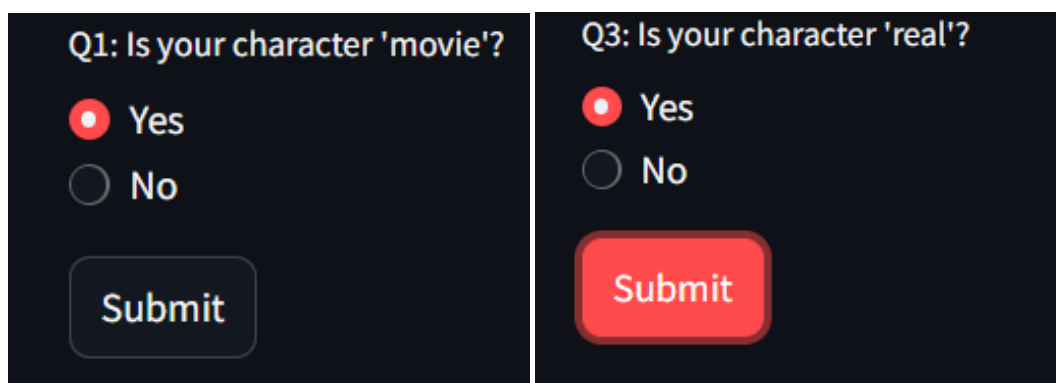 Q1: Is your character 'movie'?
Yes
No
Submit
Q3: Is your character 'real'?
Yes
No
Submit